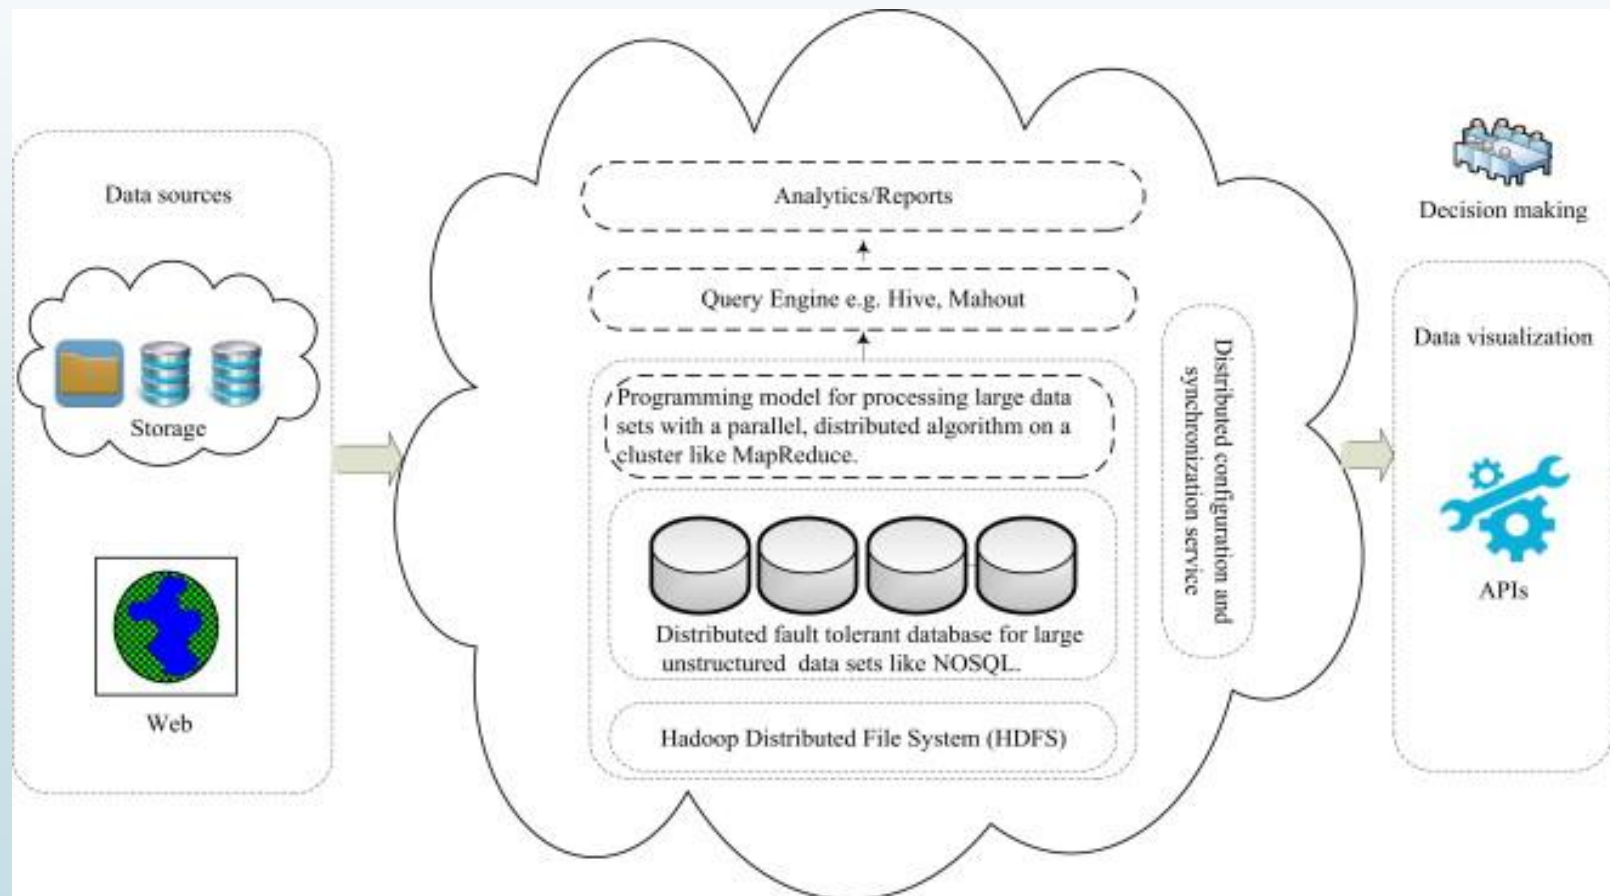 Data sources
Storage
Web
Analytics/Reports
Query Engine e.g. Hive, Mahout
Programming model for processing large data
sets with a parallel, distributed algorithm on a
cluster like MapReduce.
Distributed fault tolerant database for large
unstructured data sets like NOSQL.
Hadoop Distributed File System (HDFS)
Distributed configuration and
synchronization service
Decision making
Data visualization
APIs